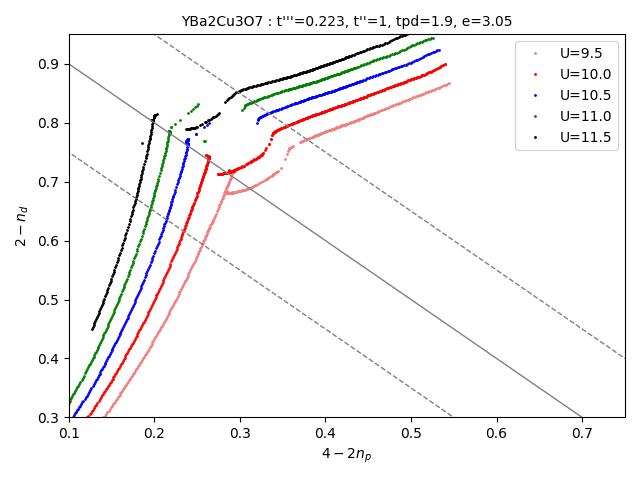 YBa2Cu3O7 : t'''=0.223, t''=1, tpd=1.9, e=3.05
U=9.5
U=10.0
U=10.5
U=11.0
U=11.5
2 − n_d
0.9
0.8
0.7
0.6
0.5
0.4
0.3
0.1 0.2 0.3 0.4 0.5 0.6 0.7
4 − 2n_p